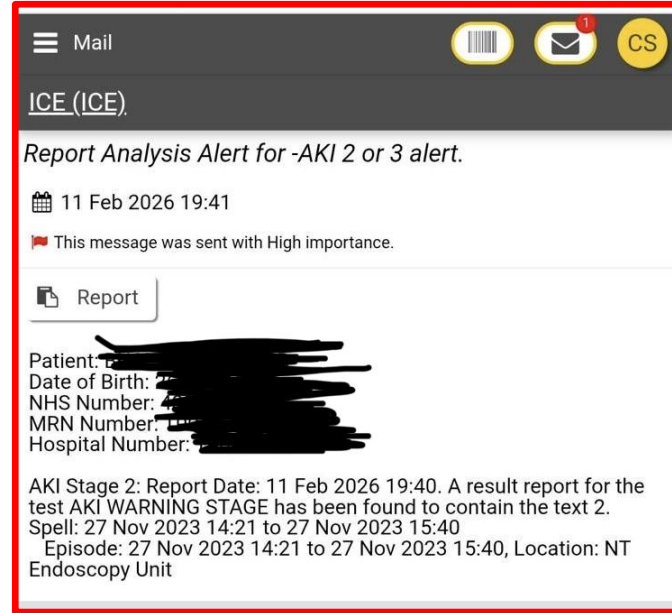 Mail
1
CS
ICE (ICE)
Report Analysis Alert for -AKI 2 or 3 alert.
11 Feb 2026 19:41
This message was sent with High importance.
Report
Patient:
Date of Birth:
NHS Number:
MRN Number:
Hospital Number:
AKI Stage 2: Report Date: 11 Feb 2026 19:40. A result report for the
test AKI WARNING STAGE has been found to contain the text 2.
Spell: 27 Nov 2023 14:21 to 27 Nov 2023 15:40
Episode: 27 Nov 2023 14:21 to 27 Nov 2023 15:40, Location: NT
Endoscopy Unit